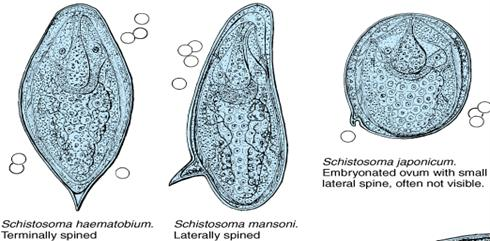 Schistosoma haematobium.
Terminally spined
Schistosoma mansoni.
Laterally spined
Schistosoma japonicum.
Embryonated ovum with small
lateral spine, often not visible.